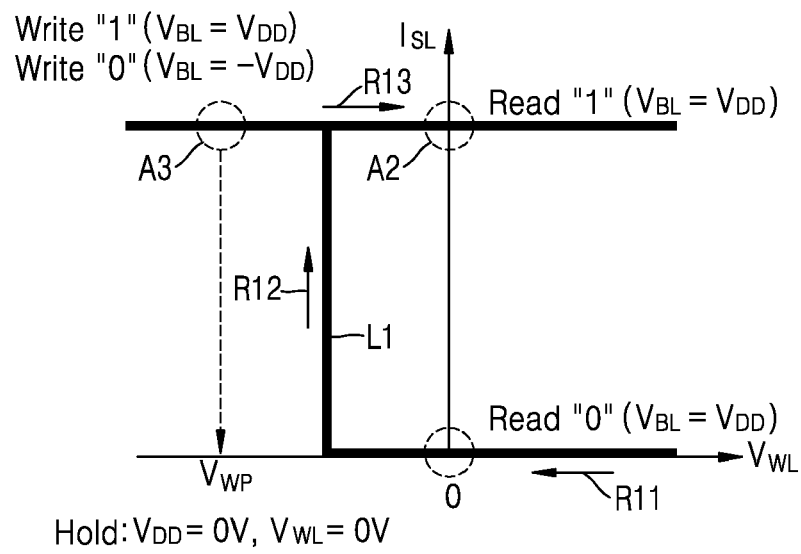 Write "1" (VBL = VDD)
Write "0" (VBL = –VDD)
ISL
R13
Read "1" (VBL = VDD)
A3
A2
R12
L1
Read "0" (VBL = VDD)
VWL
VWP
0
R11
Hold: VDD = 0V, VWL = 0V